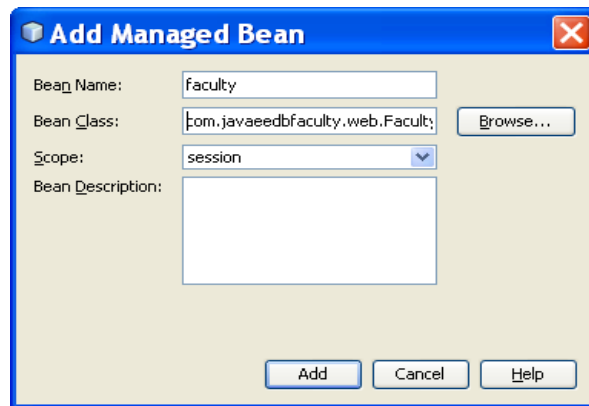 Add Managed Bean
Bean Name: faculty
Bean Class: com.javaeedbfaculty.web.Faculty Browse...
Scope: session
Bean Description:
Add Cancel Help